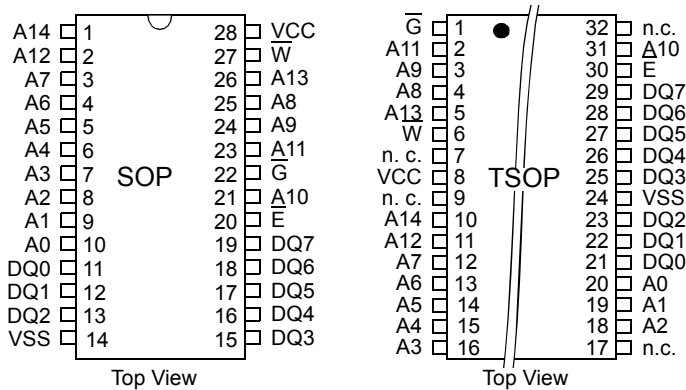 A14 1 28 VCC
A12 2 27 W̅
A7 3 26 A13
A6 4 25 A8
A5 5 24 A9
A4 6 23 A11
A3 7 SOP 22 G̅
A2 8 21 A10
A1 9 20 E̅
A0 10 19 DQ7
DQ0 11 18 DQ6
DQ1 12 17 DQ5
DQ2 13 16 DQ4
VSS 14 15 DQ3
Top View
G̅ 1 32 n.c.
A11 2 31 A10
A9 3 30 E̅
A8 4 29 DQ7
A13 5 28 DQ6
W̅ 6 27 DQ5
n. c. 7 26 DQ4
VCC 8 TSOP 25 DQ3
n. c. 9 24 VSS
A14 10 23 DQ2
A12 11 22 DQ1
A7 12 21 DQ0
A6 13 20 A0
A5 14 19 A1
A4 15 18 A2
A3 16 17 n.c.
Top View